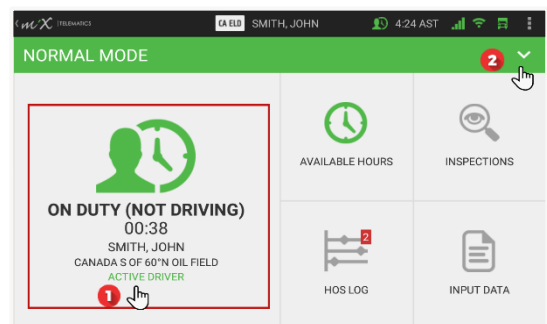 miX TELEMATICS
CA ELD SMITH, JOHN 4:24 AST
NORMAL MODE
2
AVAILABLE HOURS
INSPECTIONS
ON DUTY (NOT DRIVING)
00:38
SMITH, JOHN
CANADA S OF 60°N OIL FIELD
ACTIVE DRIVER
1
2
HOS LOG
INPUT DATA